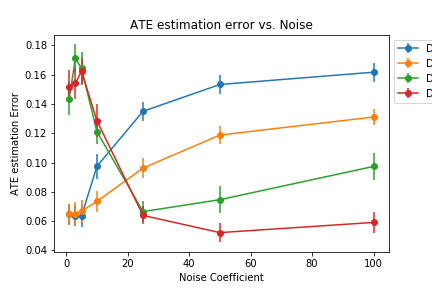 ATE estimation error vs. Noise
ATE estimation Error
0.18
0.16
0.14
0.12
0.10
0.08
0.06
0.04
0
20
40
60
80
100
Noise Coefficient
D
D
D
D